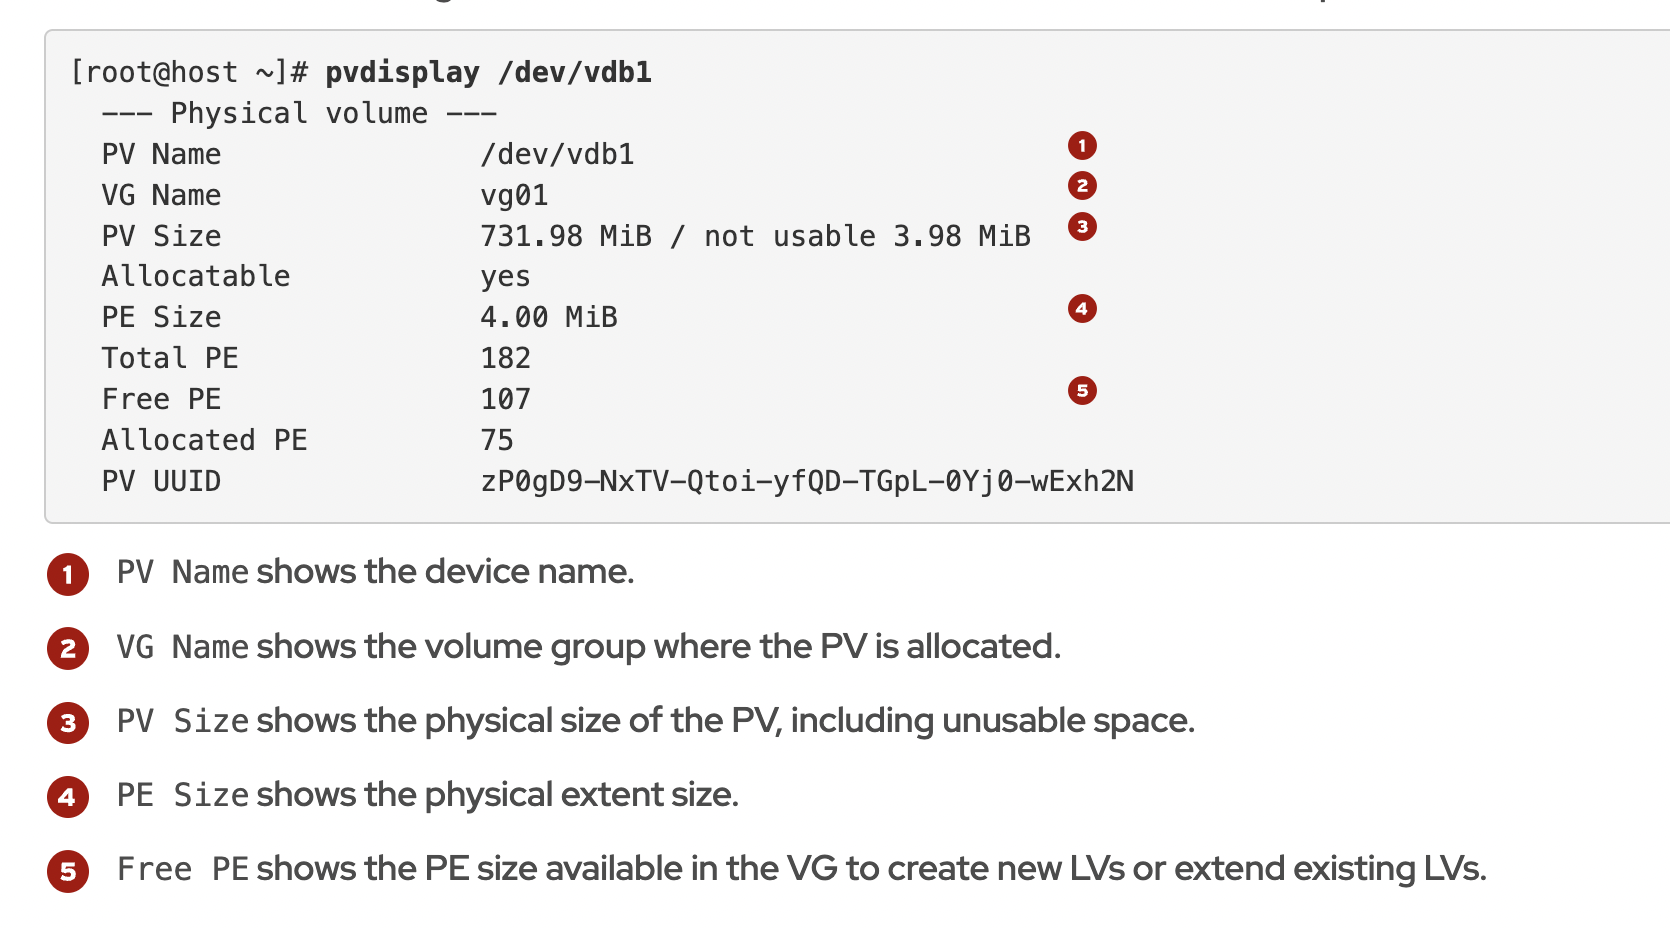 [root@host ~]# pvdisplay /dev/vdb1
--- Physical volume ---
PV Name /dev/vdb1 1
VG Name vg01 2
PV Size 731.98 MiB / not usable 3.98 MiB 3
Allocatable yes
PE Size 4.00 MiB 4
Total PE 182
Free PE 107 5
Allocated PE 75
PV UUID zP0gD9-NxTV-Qtoi-yfQD-TGpL-0Yj0-wExh2N
1 PV Name shows the device name.
2 VG Name shows the volume group where the PV is allocated.
3 PV Size shows the physical size of the PV, including unusable space.
4 PE Size shows the physical extent size.
5 Free PE shows the PE size available in the VG to create new LVs or extend existing LVs.